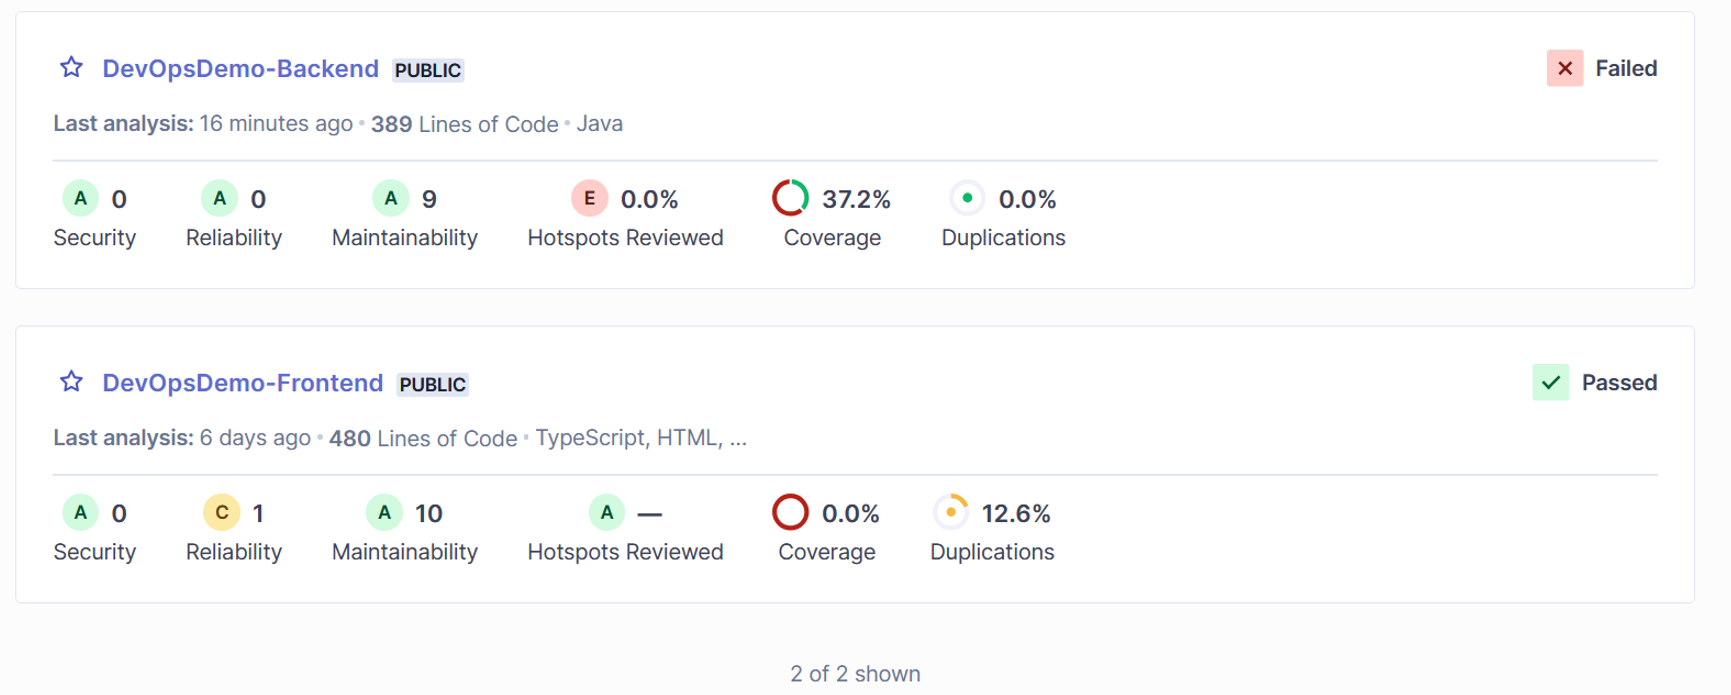 DevOpsDemo-Backend PUBLIC Failed
Last analysis: 16 minutes ago • 389 Lines of Code • Java
A 0 A 0 A 9 E 0.0% 37.2% 0.0%
Security Reliability Maintainability Hotspots Reviewed Coverage Duplications
DevOpsDemo-Frontend PUBLIC Passed
Last analysis: 6 days ago • 480 Lines of Code • TypeScript, HTML, ...
A 0 C 1 A 10 A — 0.0% 12.6%
Security Reliability Maintainability Hotspots Reviewed Coverage Duplications
2 of 2 shown